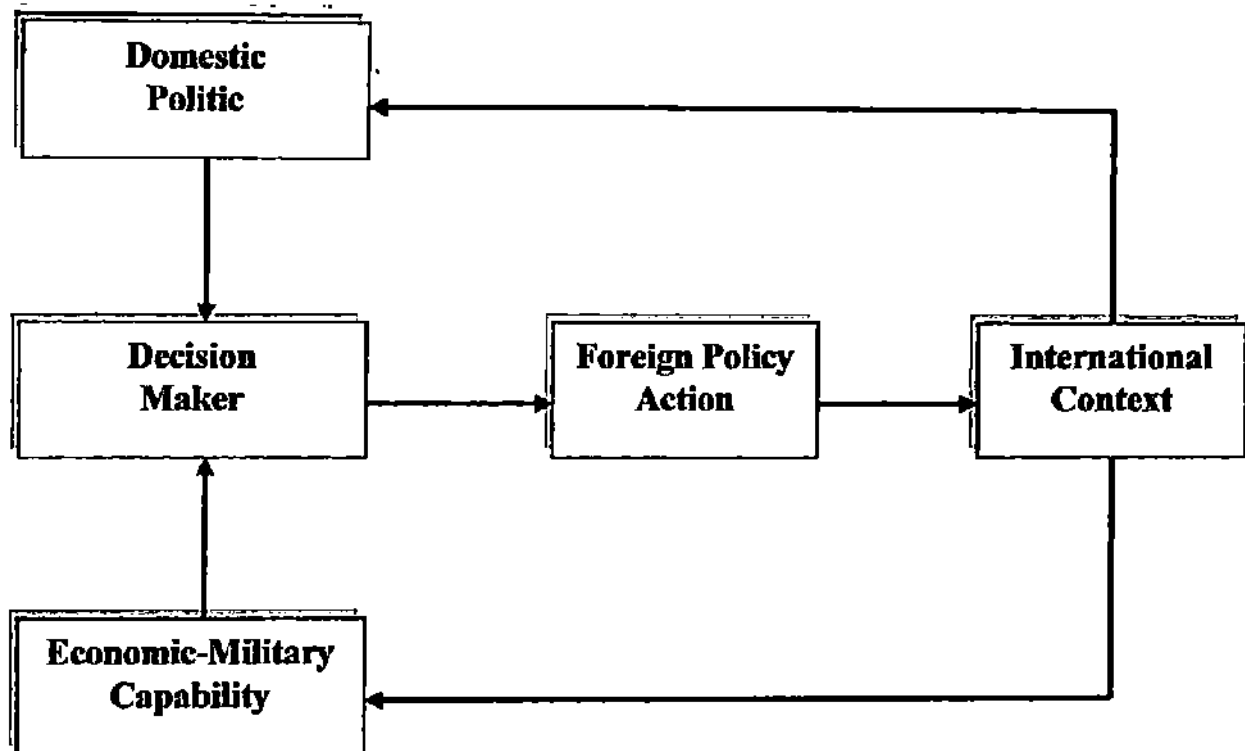 Domestic
Politic
Decision
Maker
Foreign Policy
Action
International
Context
Economic-Military
Capability